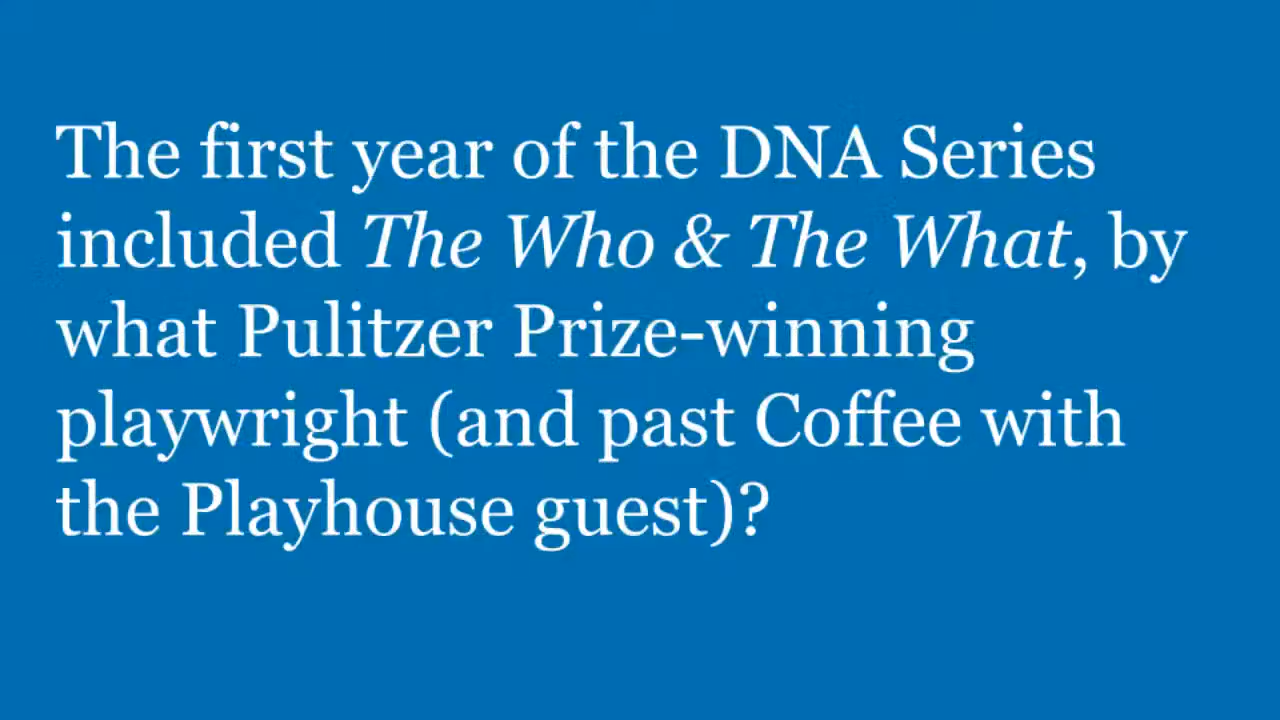 The first year of the DNA Series
included The Who & The What, by
what Pulitzer Prize-winning
playwright (and past Coffee with
the Playhouse guest)?